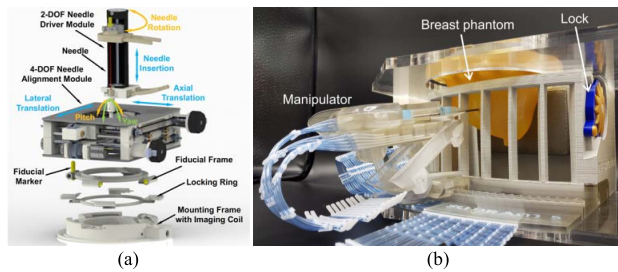 2-DOF Needle
Driver Module
Needle
Rotation
Needle
Needle
Insertion
4-DOF Needle
Alignment Module
Axial
Translation
Lateral
Translation
Pitch
Yaw
Fiducial
Marker
Fiducial Frame
Locking Ring
Mounting Frame
with Imaging Coil
(a)
Breast phantom
Lock
Manipulator
(b)